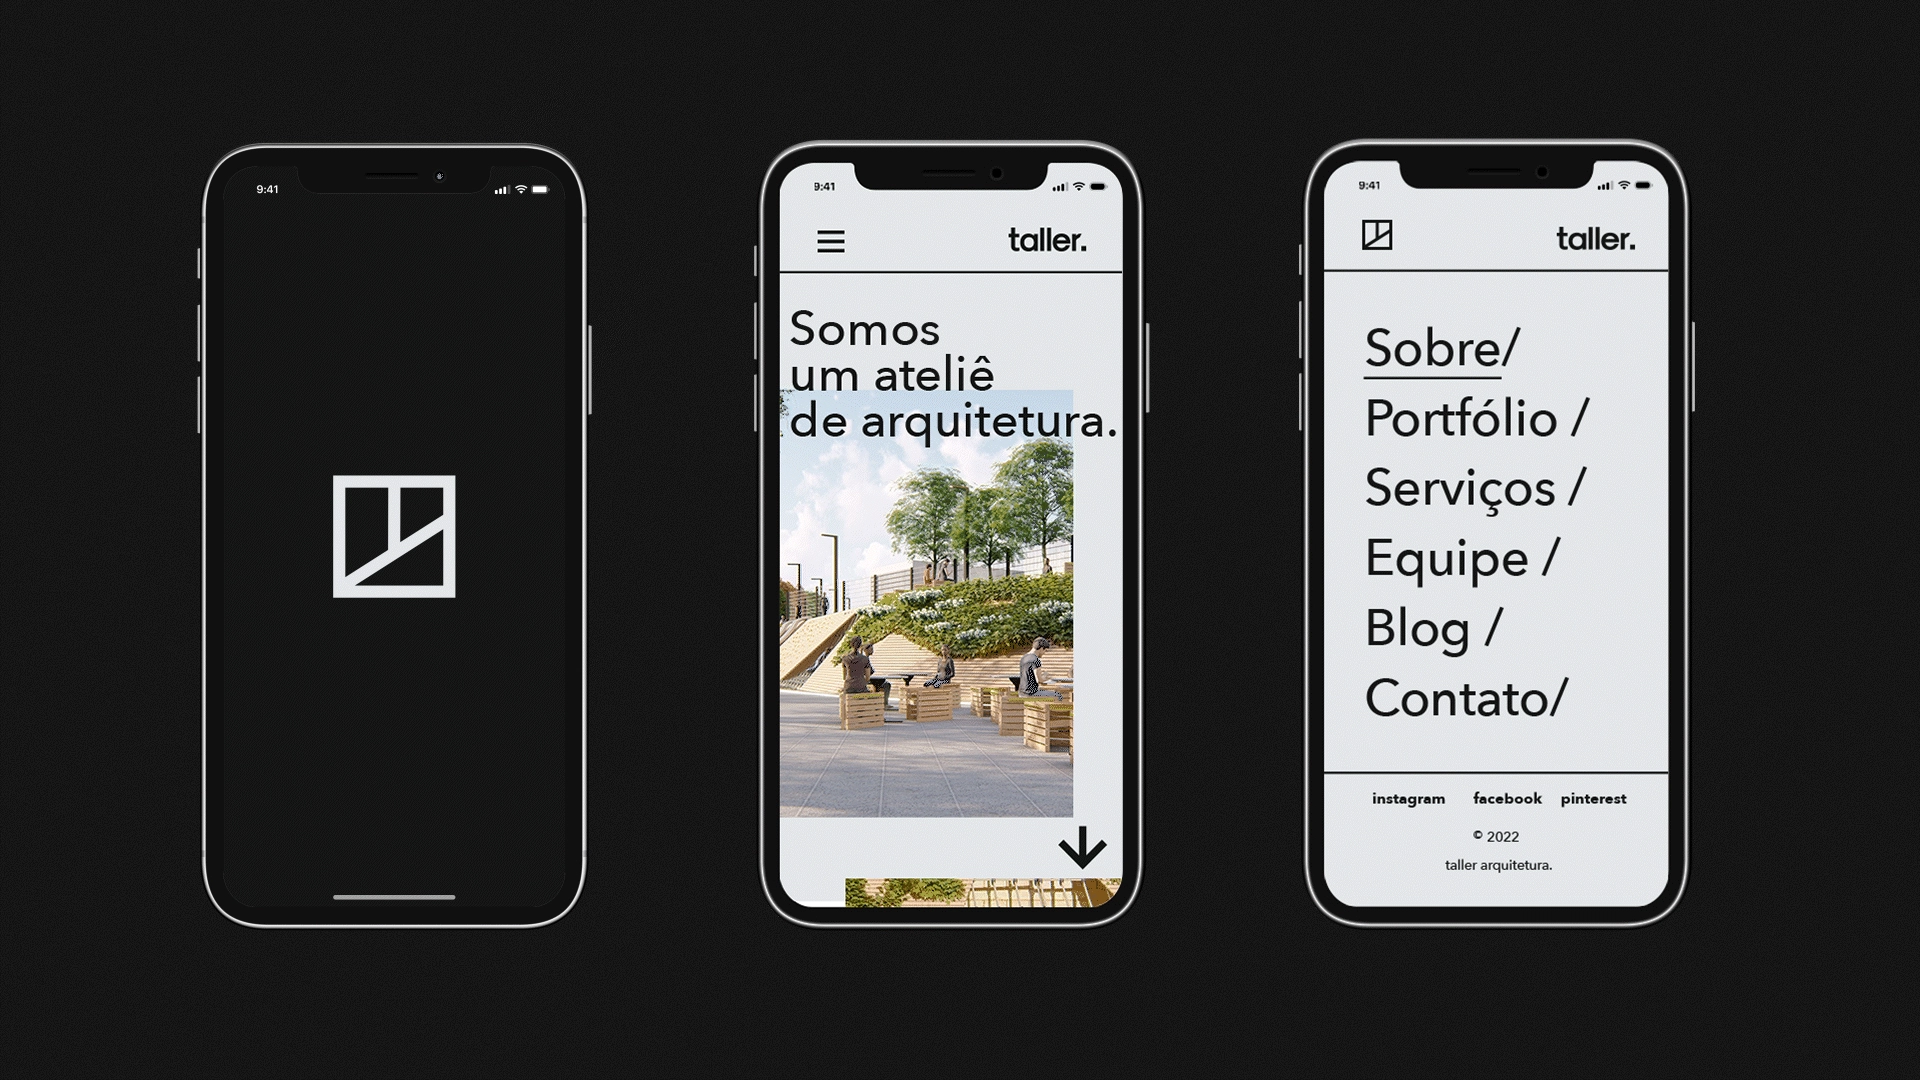 9:41
9:41
taller.
Somos
um ateliê
de arquitetura.
9:41
taller.
Sobre/
Portfólio /
Serviços /
Equipe /
Blog /
Contato/
instagram facebook pinterest
© 2022
taller arquitetura.